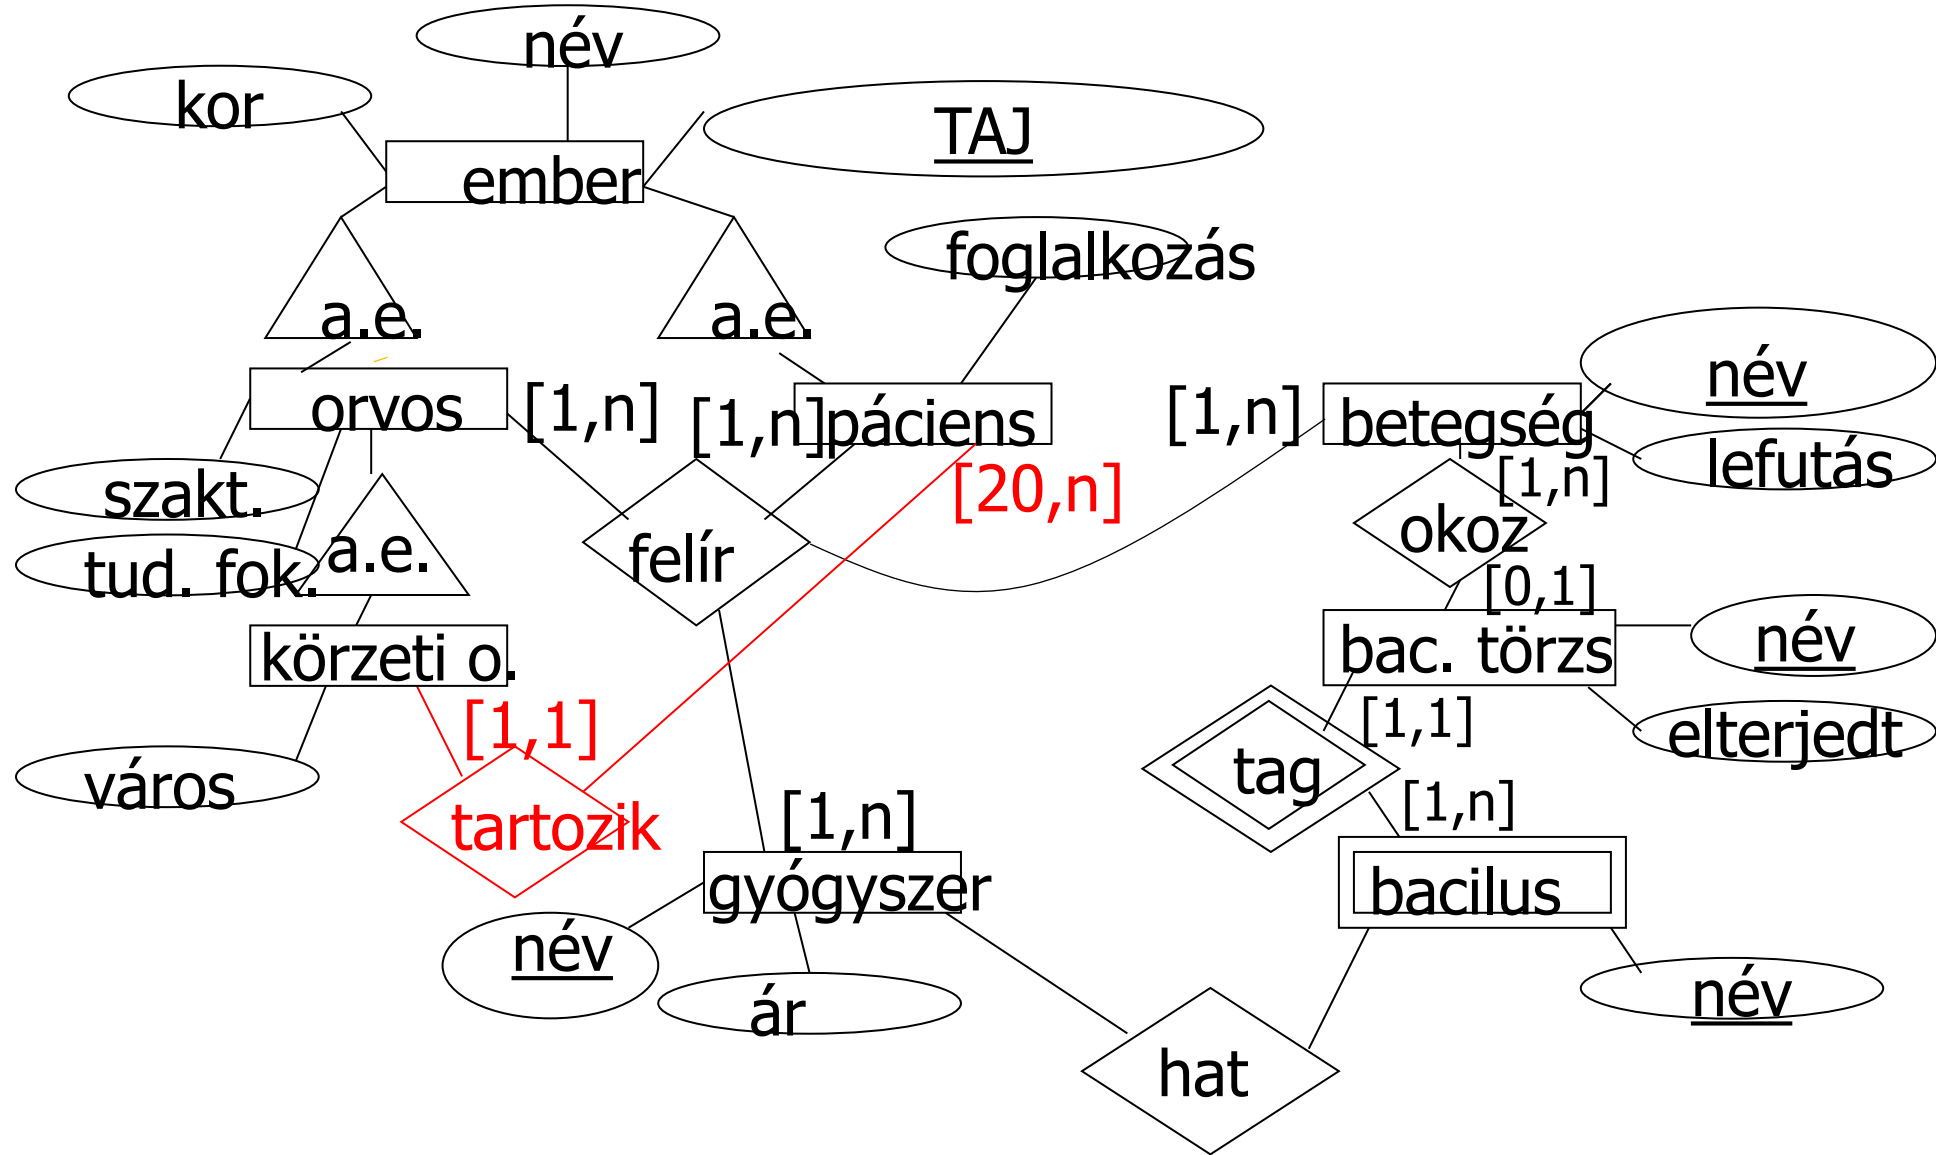 név
kor
TAJ
ember
foglalkozás
a.e.
a.e.
név
orvos
[1,n]
[1,n]
páciens
[1,n]
betegség
lefutás
[20,n]
[1,n]
szakt.
okoz
a.e.
felír
tud. fok.
[0,1]
név
körzeti o.
bac. törzs
[1,1]
[1,1]
elterjedt
város
tag
tartozik
[1,n]
[1,n]
gyógyszer
bacilus
név
ár
név
hat